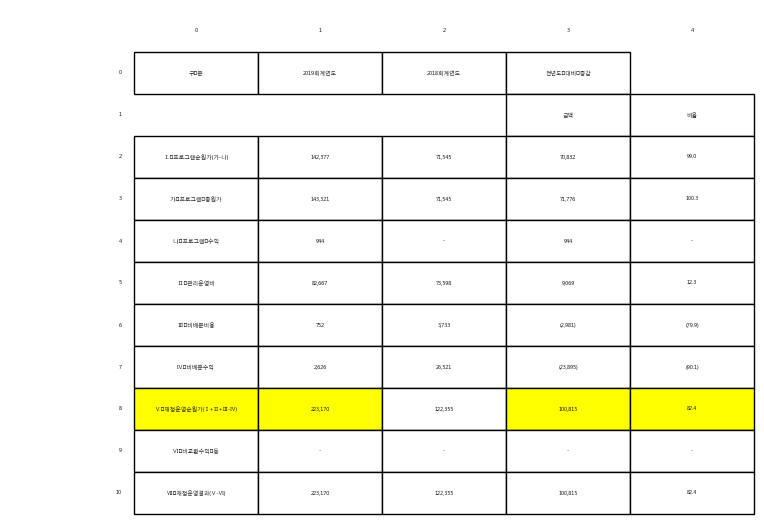 0 1 2 3 4
0 구□분 2019회계연도 2018회계연도 전년도□대비□증감
1 금액 비율
2 Ⅰ.□프로그램순원가(가-나) 142,377 71,545 70,832 99.0
3 가□프로그램□총원가 143,321 71,545 71,776 100.3
4 나□프로그램□수익 944 - 944 -
5 Ⅱ□관리운영비 82,667 73,598 9,069 12.3
6 Ⅲ□비배분비용 752 3,733 (2,981) (79.9)
7 Ⅳ□비배분수익 2,626 26,521 (23,895) (90.1)
8 Ⅴ.□재정운영순원가(Ⅰ+Ⅱ+Ⅲ-Ⅳ) 223,170 122,355 100,815 82.4
9 Ⅵ□비교환수익□등 - - - -
10 Ⅶ□재정운영결과(Ⅴ-Ⅵ) 223,170 122,355 100,815 82.4